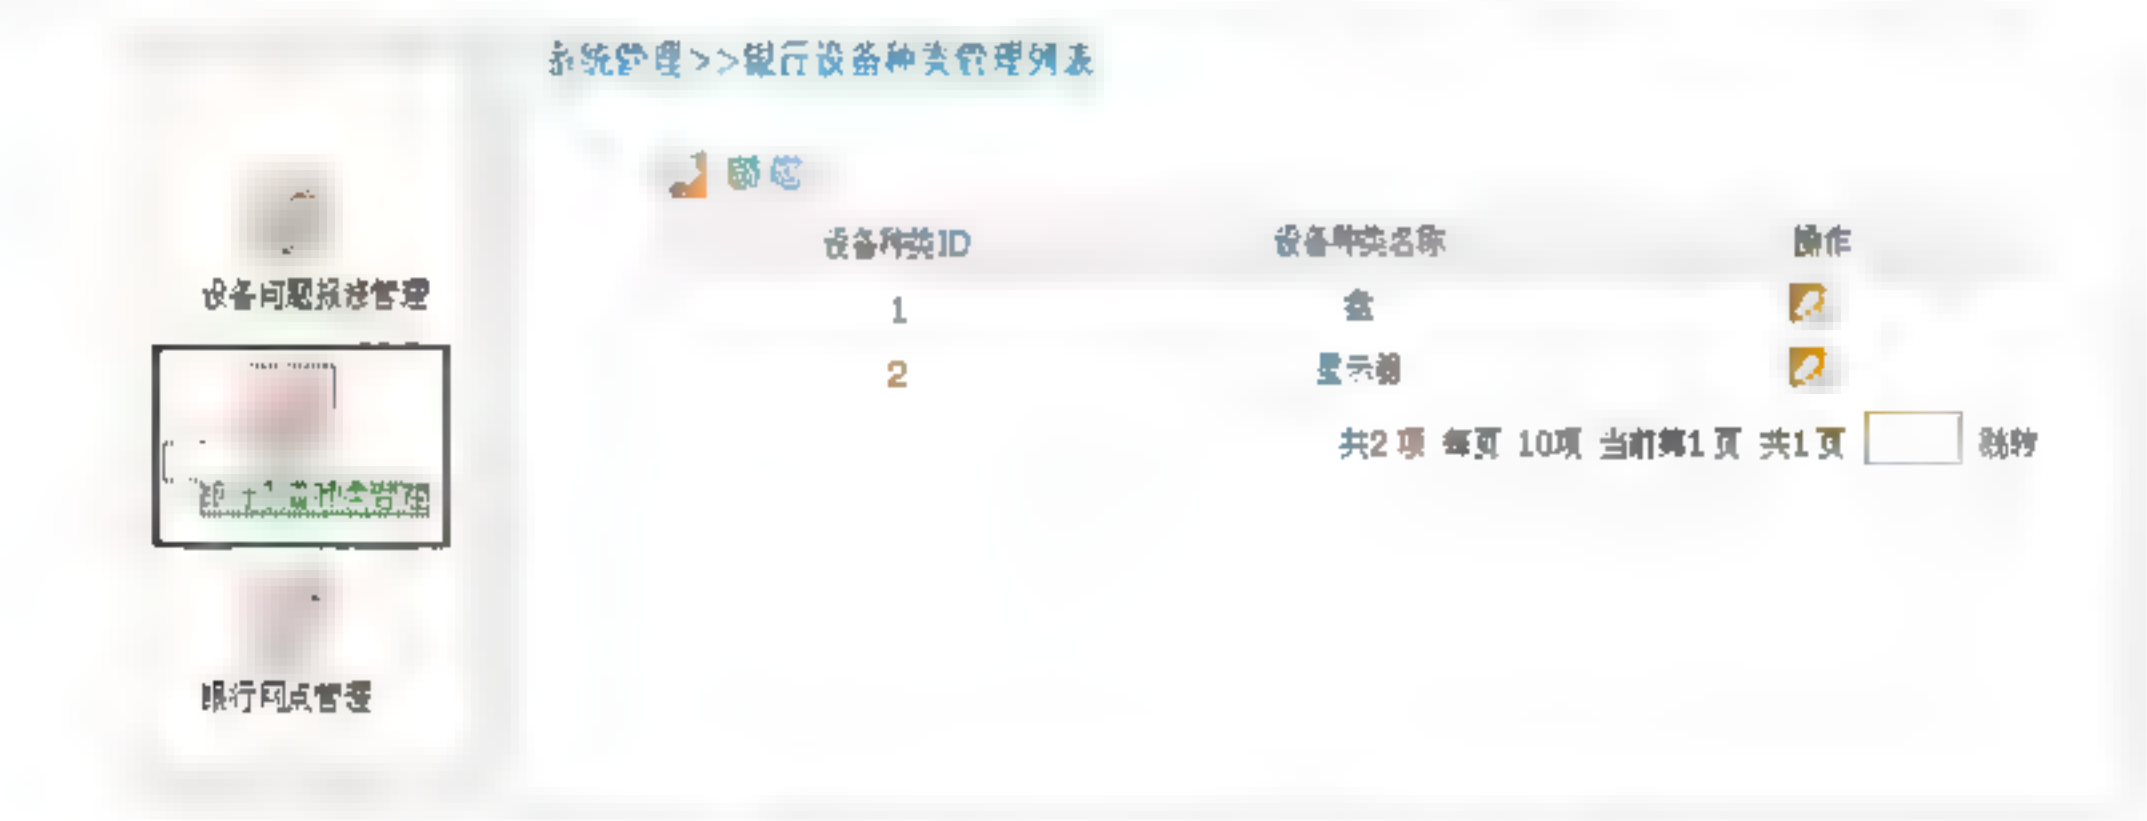 系统管理>>银行设备种类管理列表
设备种类ID 设备种类名称 操作
设备问题报修管理
1 盘
2 显示器
共2项 每页 10项 当前第1页 共1页 跳转
银行网点管理